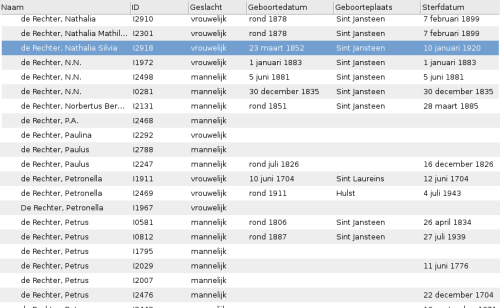 Naam ID Geslacht Geboortedatum Geboorteplaats Sterfdatum
de Rechter, Nathalia I2910 vrouwelijk rond 1878 Sint Jansteen 7 februari 1899
de Rechter, Nathalia Mathil... I2301 vrouwelijk rond 1878 Sint Jansteen 7 februari 1899
de Rechter, Nathalia Silvia I2918 vrouwelijk 23 maart 1852 Sint Jansteen 10 januari 1920
de Rechter, N.N. I1972 vrouwelijk 1 januari 1883 Sint Jansteen 1 januari 1883
de Rechter, N.N. I2498 mannelijk 5 juni 1881 Sint Jansteen 5 juni 1881
de Rechter, N.N. I0281 mannelijk 30 december 1835 Sint Jansteen 30 december 1835
de Rechter, Norbertus Ber... I2131 mannelijk rond 1851 Sint Jansteen 28 maart 1885
de Rechter, P.A. I2468 mannelijk
de Rechter, Paulina I2292 vrouwelijk
de Rechter, Paulus I2788 mannelijk
de Rechter, Paulus I2247 mannelijk rond juli 1826 16 december 1826
de Rechter, Petronella I1911 vrouwelijk 10 juni 1704 Sint Laureins 12 juni 1704
de Rechter, Petronella I2469 vrouwelijk rond 1911 Hulst 4 juli 1943
De Rechter, Petronella I1967 vrouwelijk
de Rechter, Petrus I0581 mannelijk rond 1806 Sint Jansteen 26 april 1834
de Rechter, Petrus I0812 mannelijk rond 1887 Sint Jansteen 27 juli 1939
de Rechter, Petrus I1795 mannelijk
de Rechter, Petrus I2029 mannelijk 11 juni 1776
de Rechter, Petrus I2007 mannelijk
de Rechter, Petrus I2476 mannelijk 22 december 1704